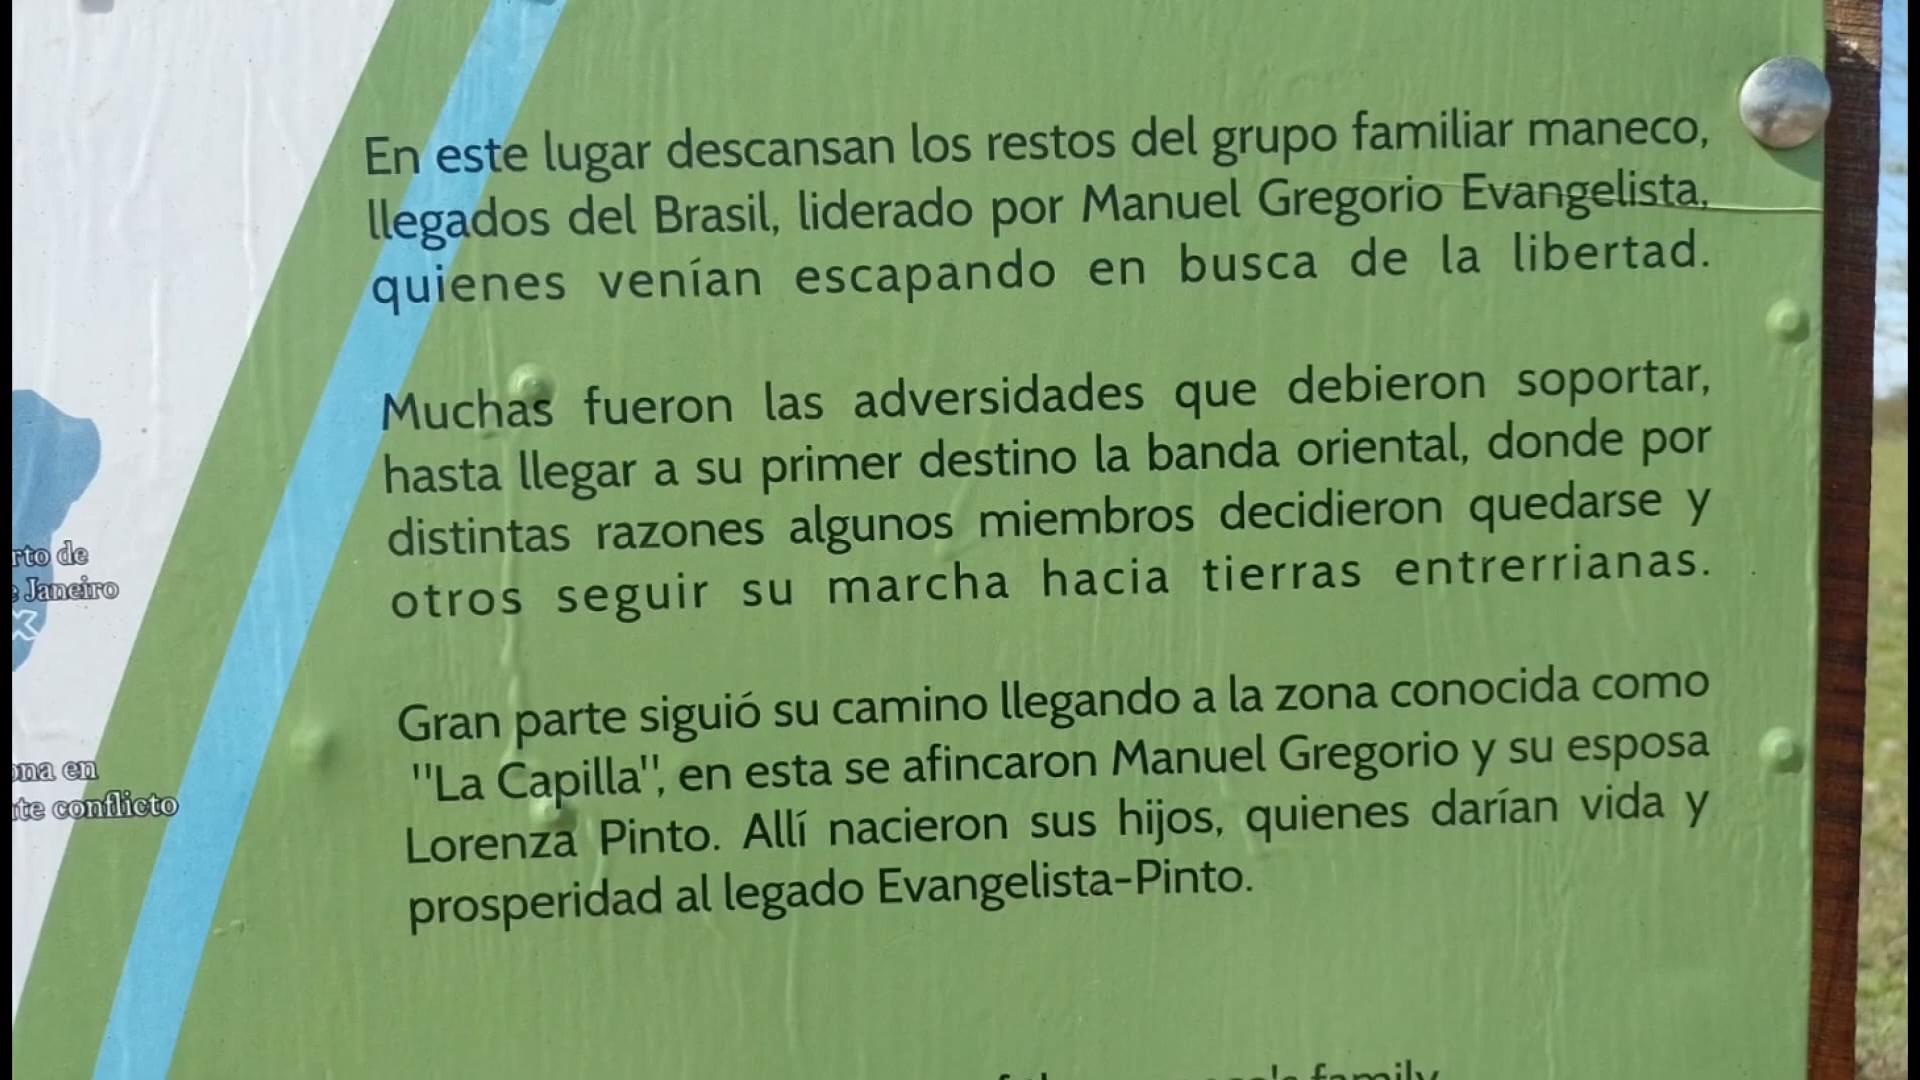 En este lugar descansan los restos del grupo familiar maneco,
llegados del Brasil, liderado por Manuel Gregorio Evangelista,
quienes venían escapando en busca de la libertad.
Muchas fueron las adversidades que debieron soportar,
hasta llegar a su primer destino la banda oriental, donde por
distintas razones algunos miembros decidieron quedarse y
otros seguir su marcha hacia tierras entrerrianas.
Gran parte siguió su camino llegando a la zona conocida como
"La Capilla", en esta se afincaron Manuel Gregorio y su esposa
Lorenza Pinto. Allí nacieron sus hijos, quienes darían vida y
prosperidad al legado Evangelista-Pinto.
rto de
Janeiro
na en
te conflicto
family